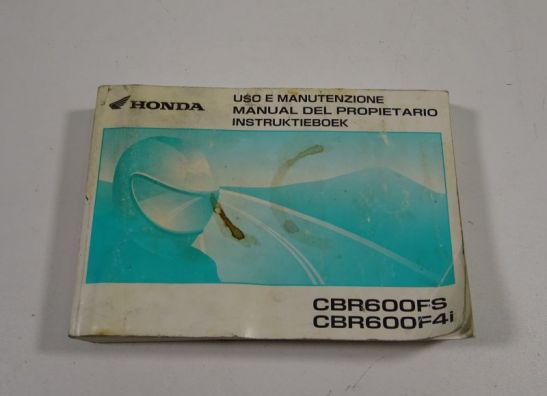 HONDA
USO E MANUTENZIONE
MANUAL DEL PROPIETARIO
INSTRUKTIEBOEK
CBR600FS
CBR600F4i